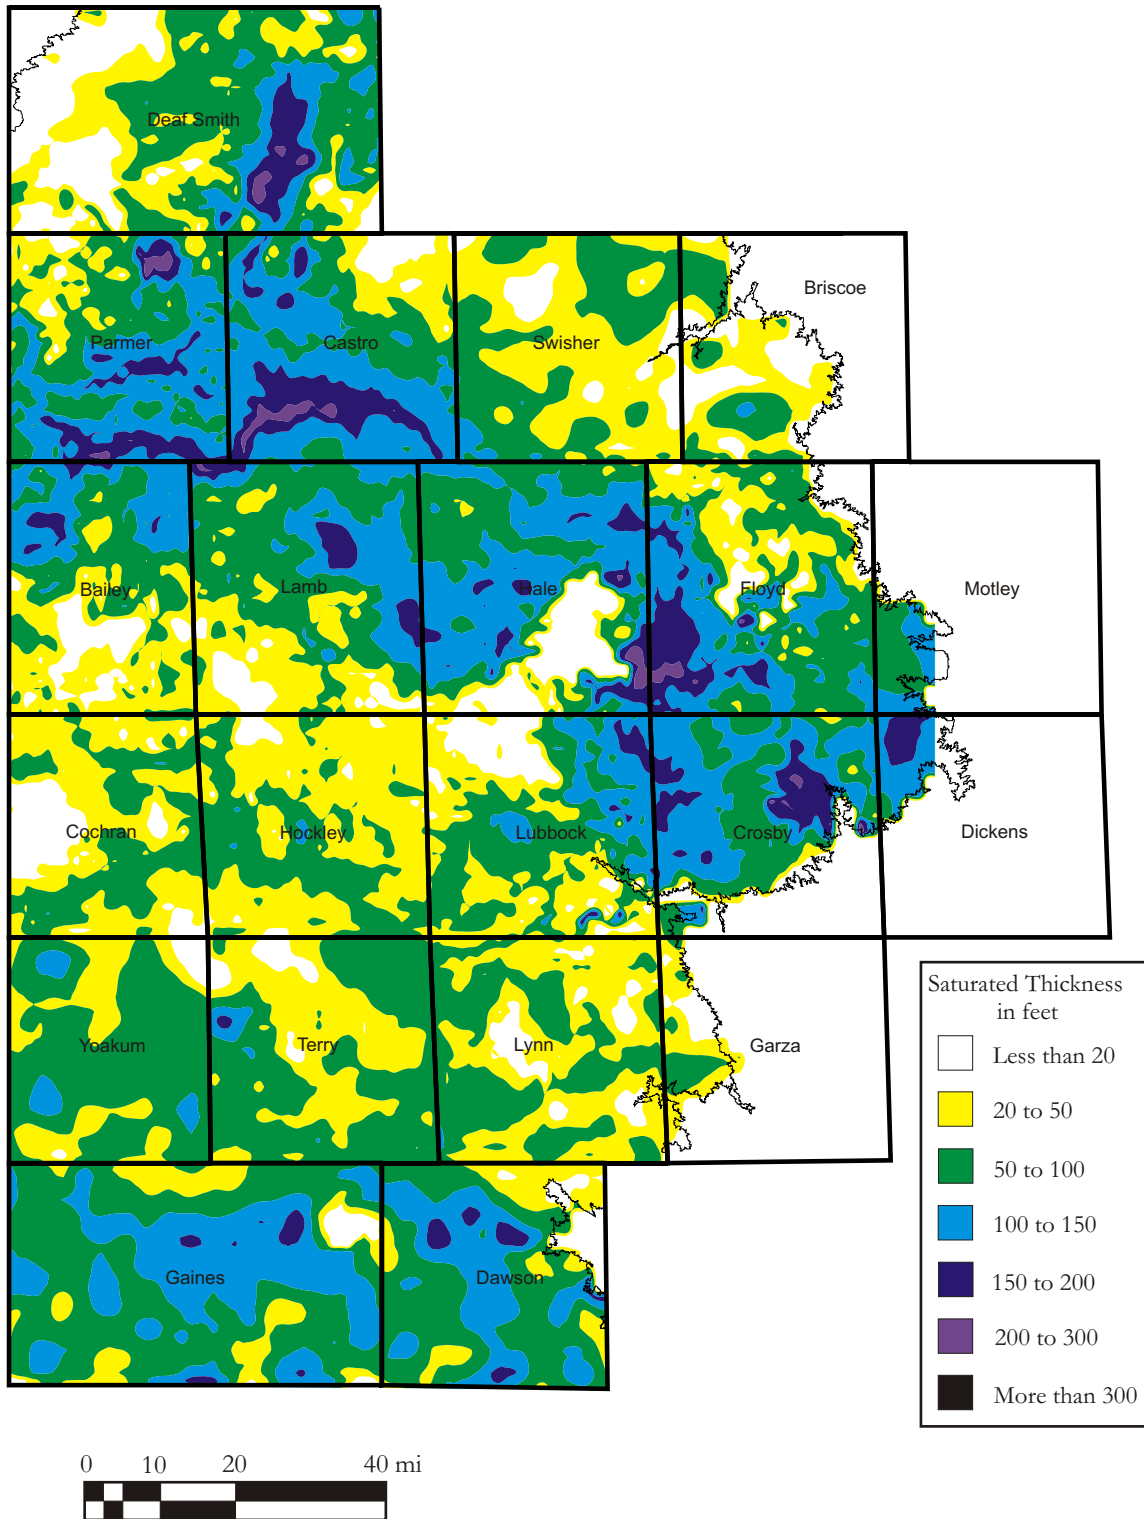 Deaf Smith
Briscoe
Parmer
Castro
Swisher
Bailey
Lamb
Hale
Floyd
Motley
Cochran
Hockley
Lubbock
Crosby
Dickens
Yoakum
Terry
Lynn
Garza
Gaines
Dawson
Saturated Thickness
in feet
Less than 20
20 to 50
50 to 100
100 to 150
150 to 200
200 to 300
More than 300
0 10 20 40 mi